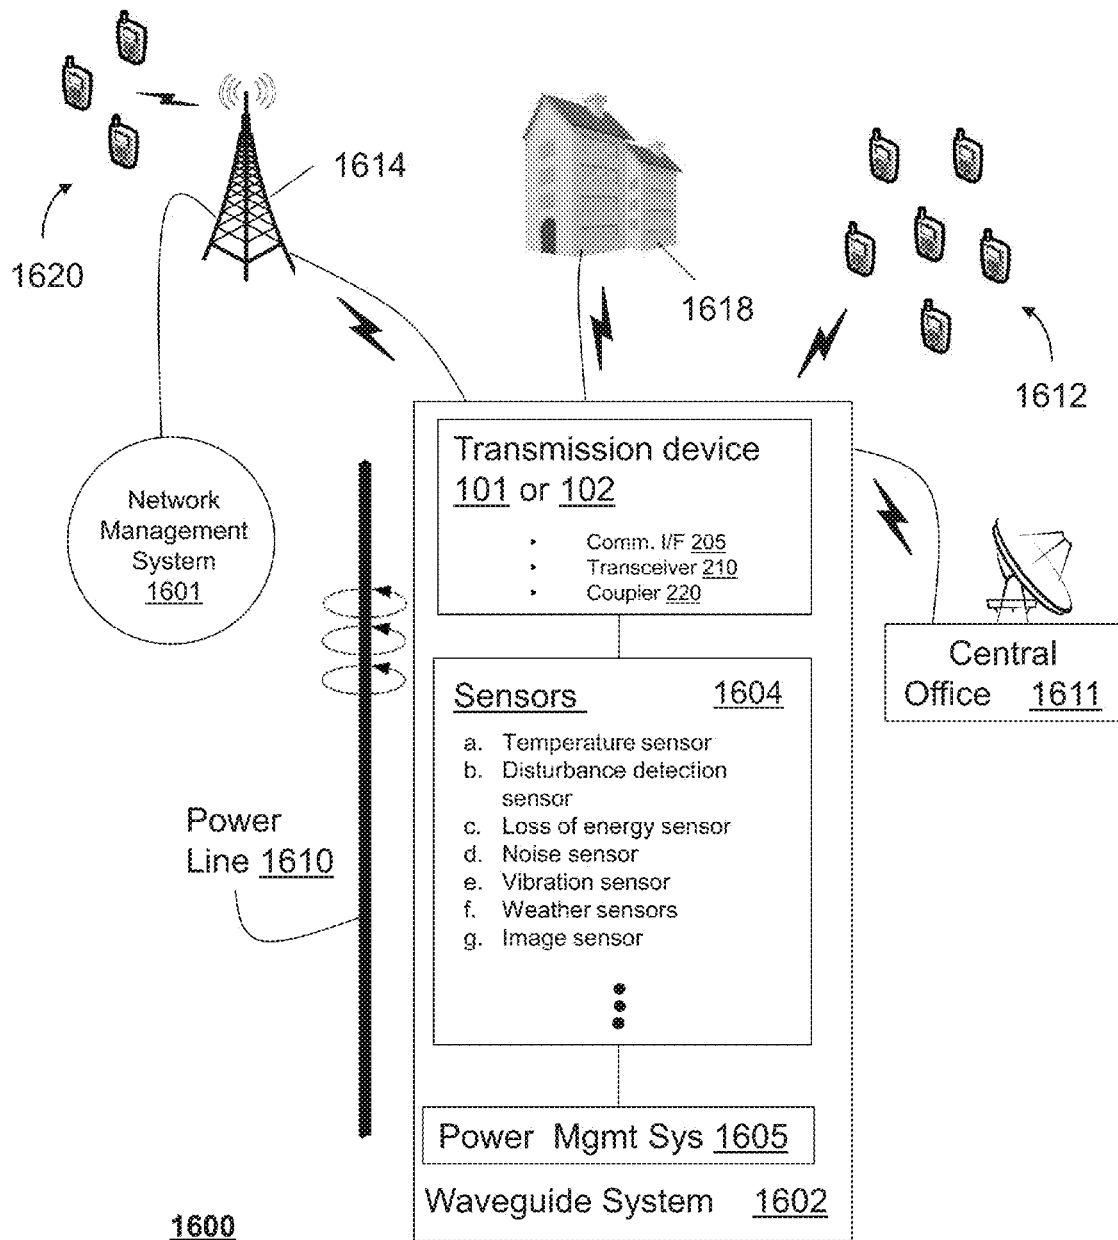 1614
1620
1618
1612
Network
Management
System
1601
Transmission device
101 or 102
• Comm. I/F 205
• Transceiver 210
• Coupler 220
Central
Office 1611
Sensors 1604
a. Temperature sensor
b. Disturbance detection
sensor
c. Loss of energy sensor
d. Noise sensor
e. Vibration sensor
f. Weather sensors
g. Image sensor
Power
Line 1610
Power Mgmt Sys 1605
Waveguide System 1602
1600